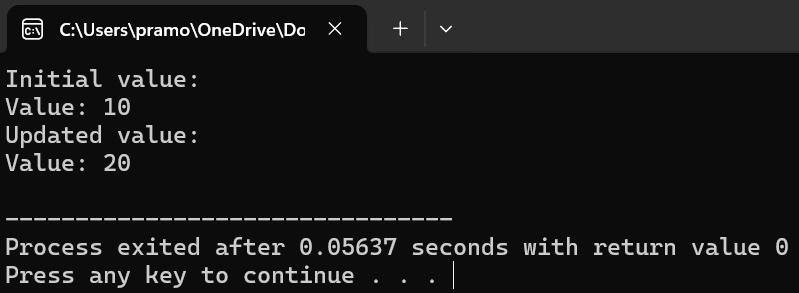 C:\Users\pramo\OneDrive\Do
Initial value:
Value: 10
Updated value:
Value: 20
--------------------------------
Process exited after 0.05637 seconds with return value 0
Press any key to continue . . .